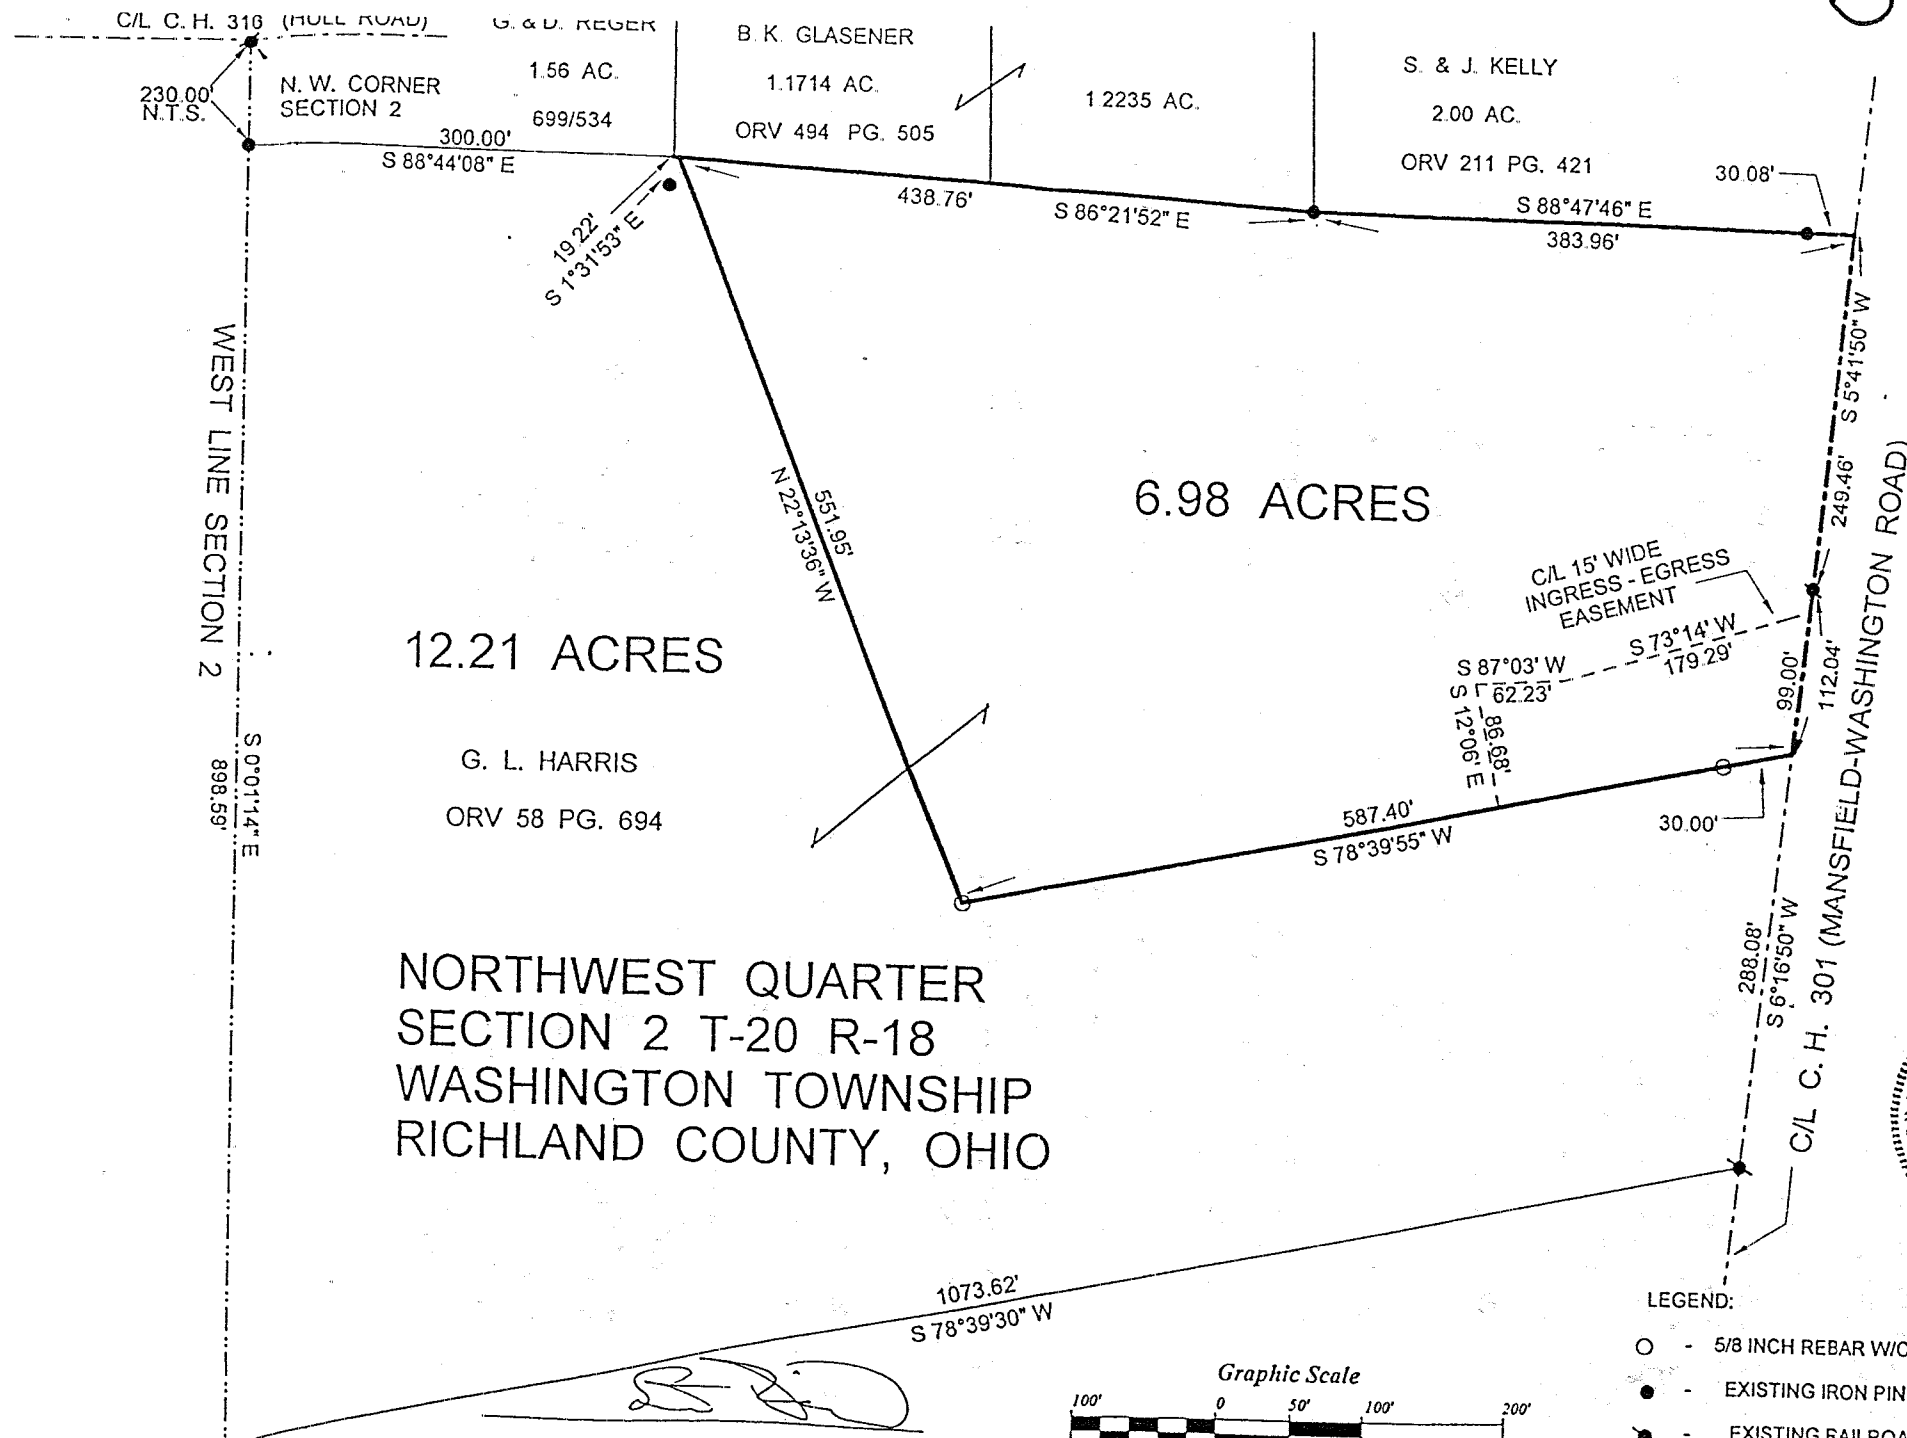 C/L C. H. 316 (HULL ROAD)
G. & D. REGER
1.56 AC.
699/534
B. K. GLASENER
1.1714 AC.
ORV 494 PG. 505
1 2235 AC.
S. & J. KELLY
2.00 AC.
ORV 211 PG. 421
230.00'
N.T.S.
N. W. CORNER
SECTION 2
300.00'
S 88°44'08" E
19.22'
S 1°31'53" E
438.76'
S 86°21'52" E
S 88°47'46" E
383.96'
30.08'
S 5°41'50" W
249.46'
WEST LINE SECTION 2
S 0°01'14" E
898.59'
551.95'
N 22°13'36" W
6.98 ACRES
12.21 ACRES
G. L. HARRIS
ORV 58 PG. 694
C/L 15' WIDE
INGRESS - EGRESS
EASEMENT
S 73°14' W
179.29'
S 87°03' W
62.23'
86.68'
S 12°06' E
99.00'
112.04'
587.40'
S 78°39'55" W
30.00'
288.08'
S 6°16'50" W
C/L C. H. 301 (MANSFIELD-WASHINGTON ROAD)
NORTHWEST QUARTER
SECTION 2 T-20 R-18
WASHINGTON TOWNSHIP
RICHLAND COUNTY, OHIO
1073.62'
S 78°39'30" W
Graphic Scale
100' 0 50' 100' 200'
LEGEND:
- 5/8 INCH REBAR W/C
- EXISTING IRON PIN
- EXISTING RAILROA